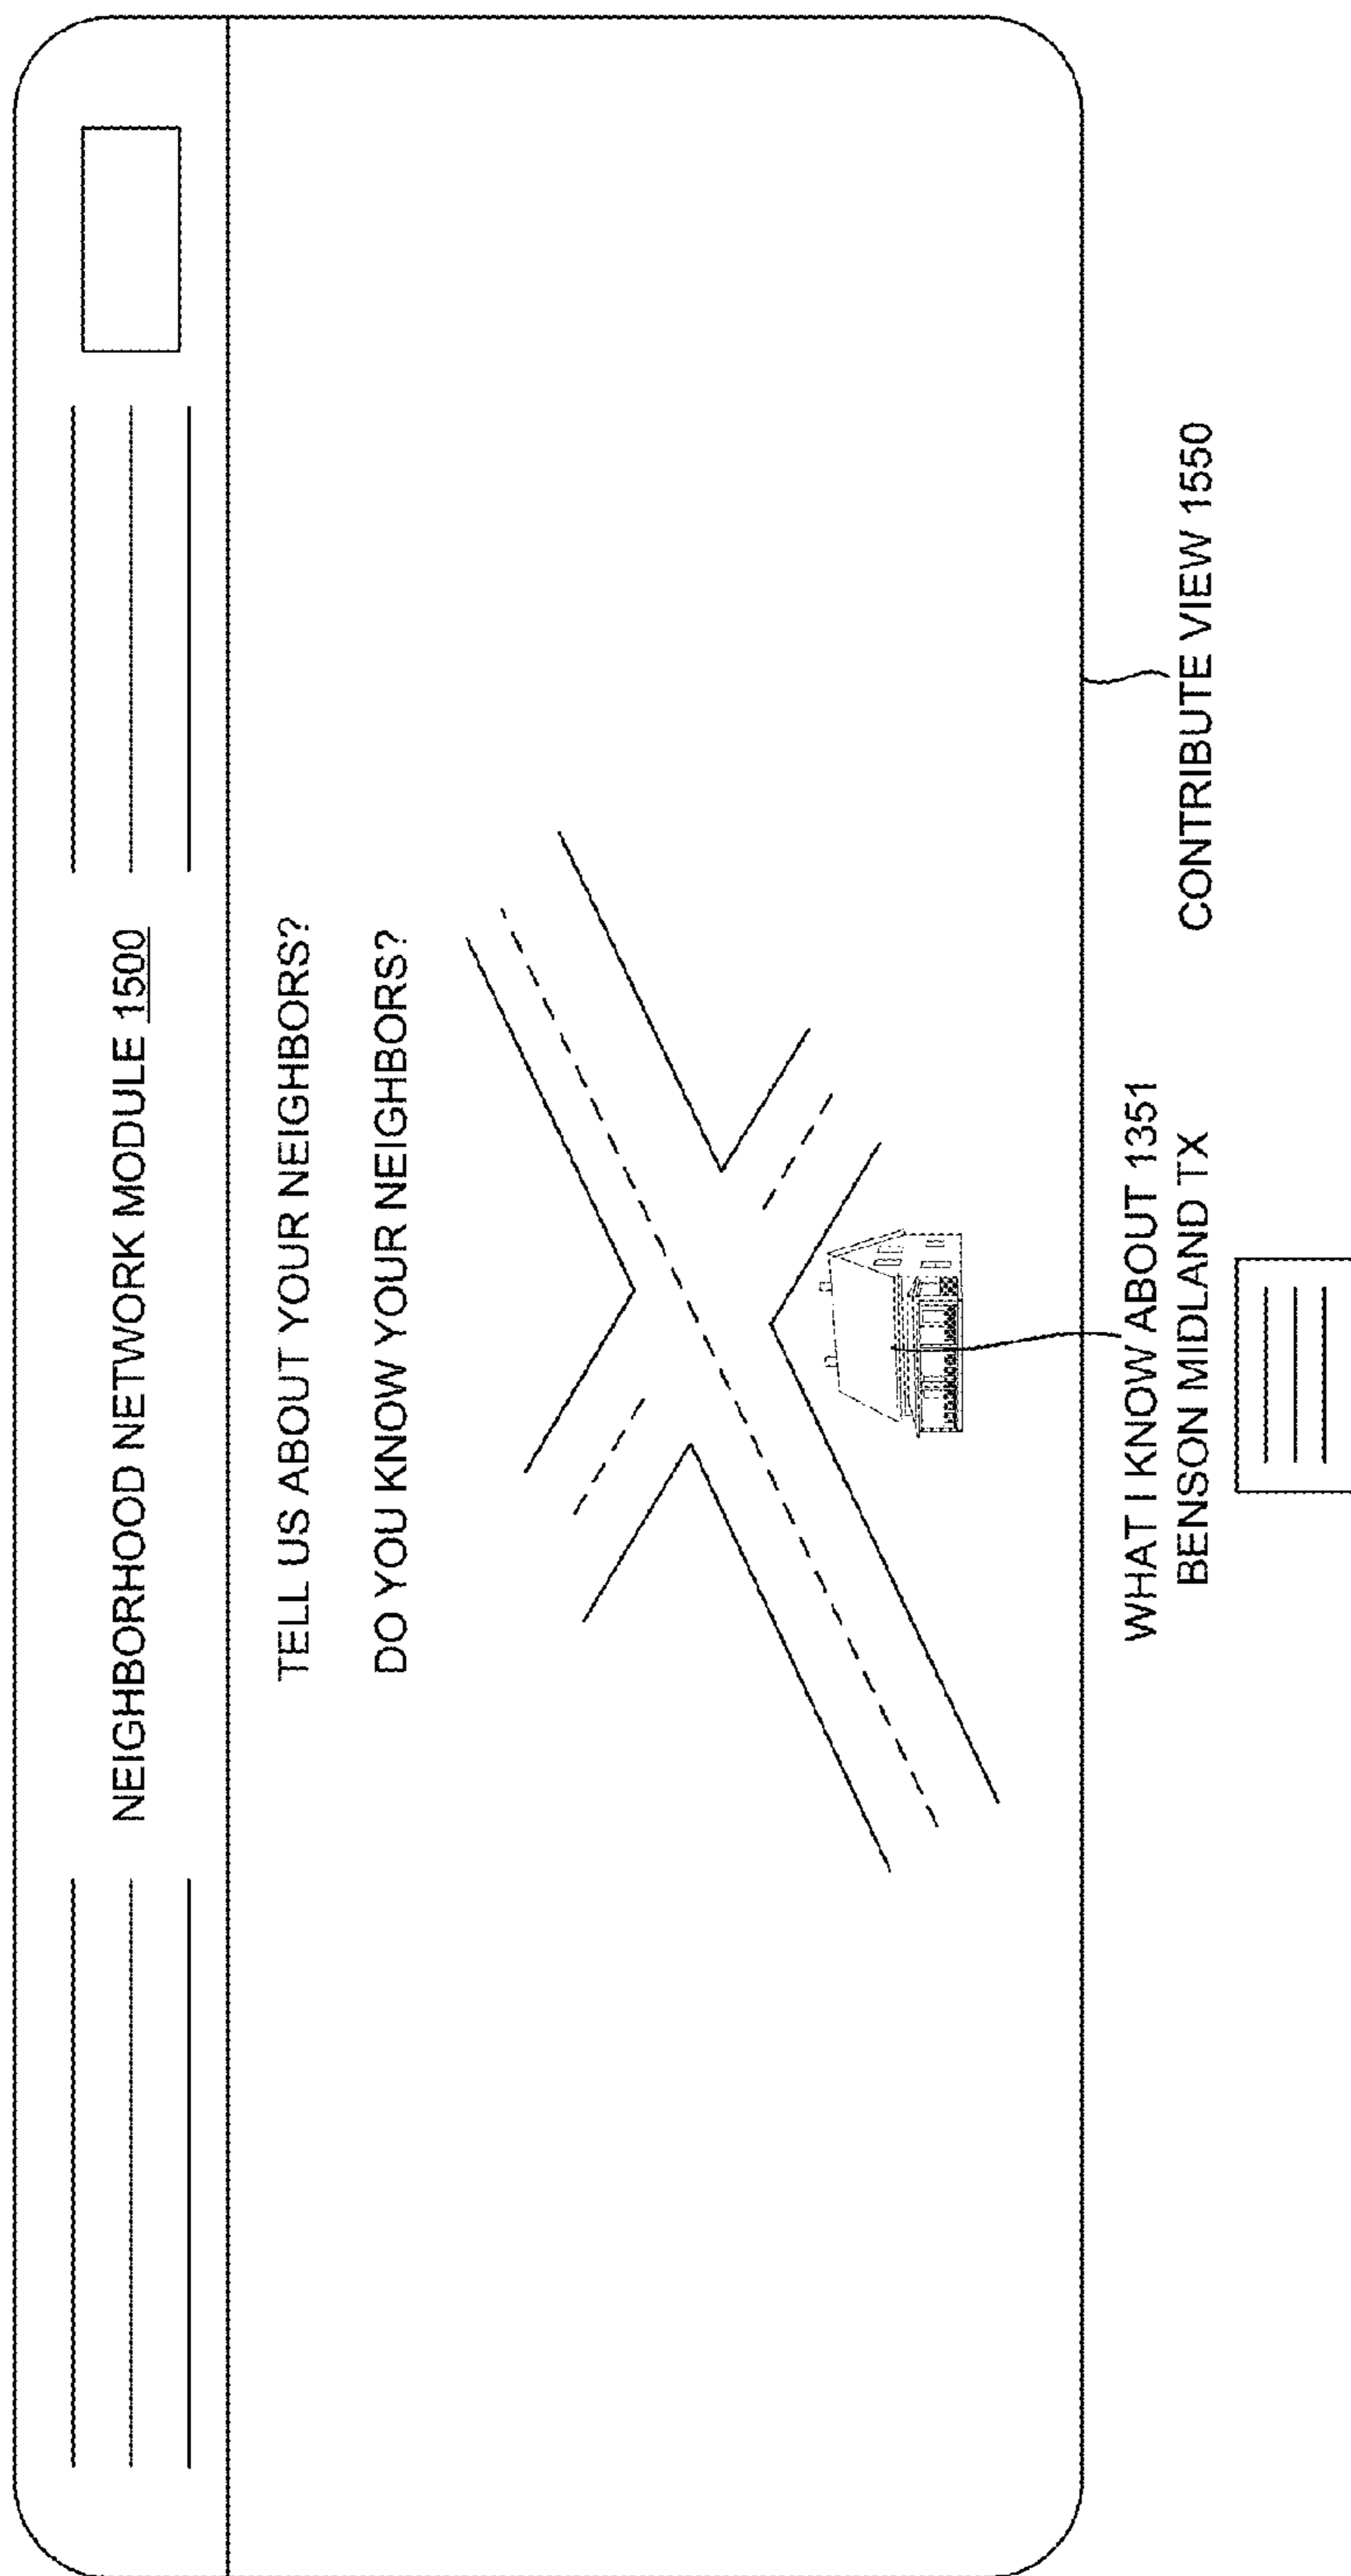 NEIGHBORHOOD NETWORK MODULE 1500
TELL US ABOUT YOUR NEIGHBORS?
DO YOU KNOW YOUR NEIGHBORS?
WHAT I KNOW ABOUT 1351
BENSON MIDLAND TX
CONTRIBUTE VIEW 1550